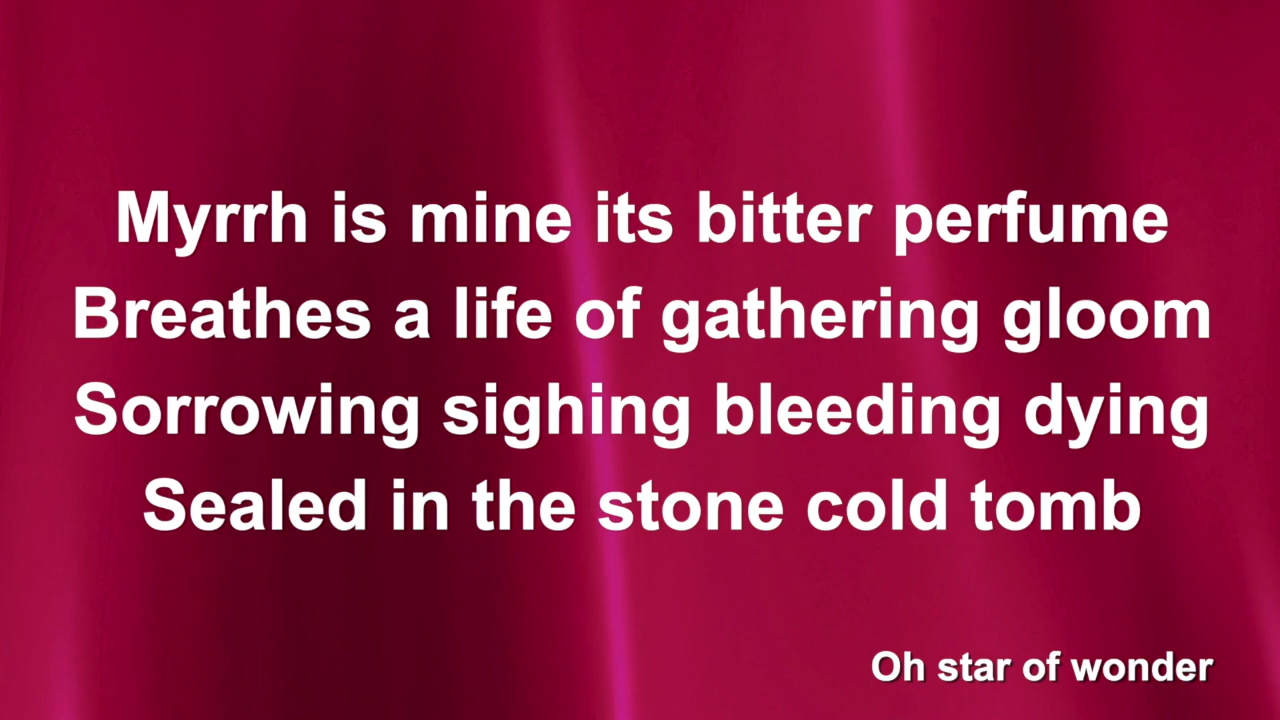 Myrrh is mine its bitter perfume
Breathes a life of gathering gloom
Sorrowing sighing bleeding dying
Sealed in the stone cold tomb
Oh star of wonder